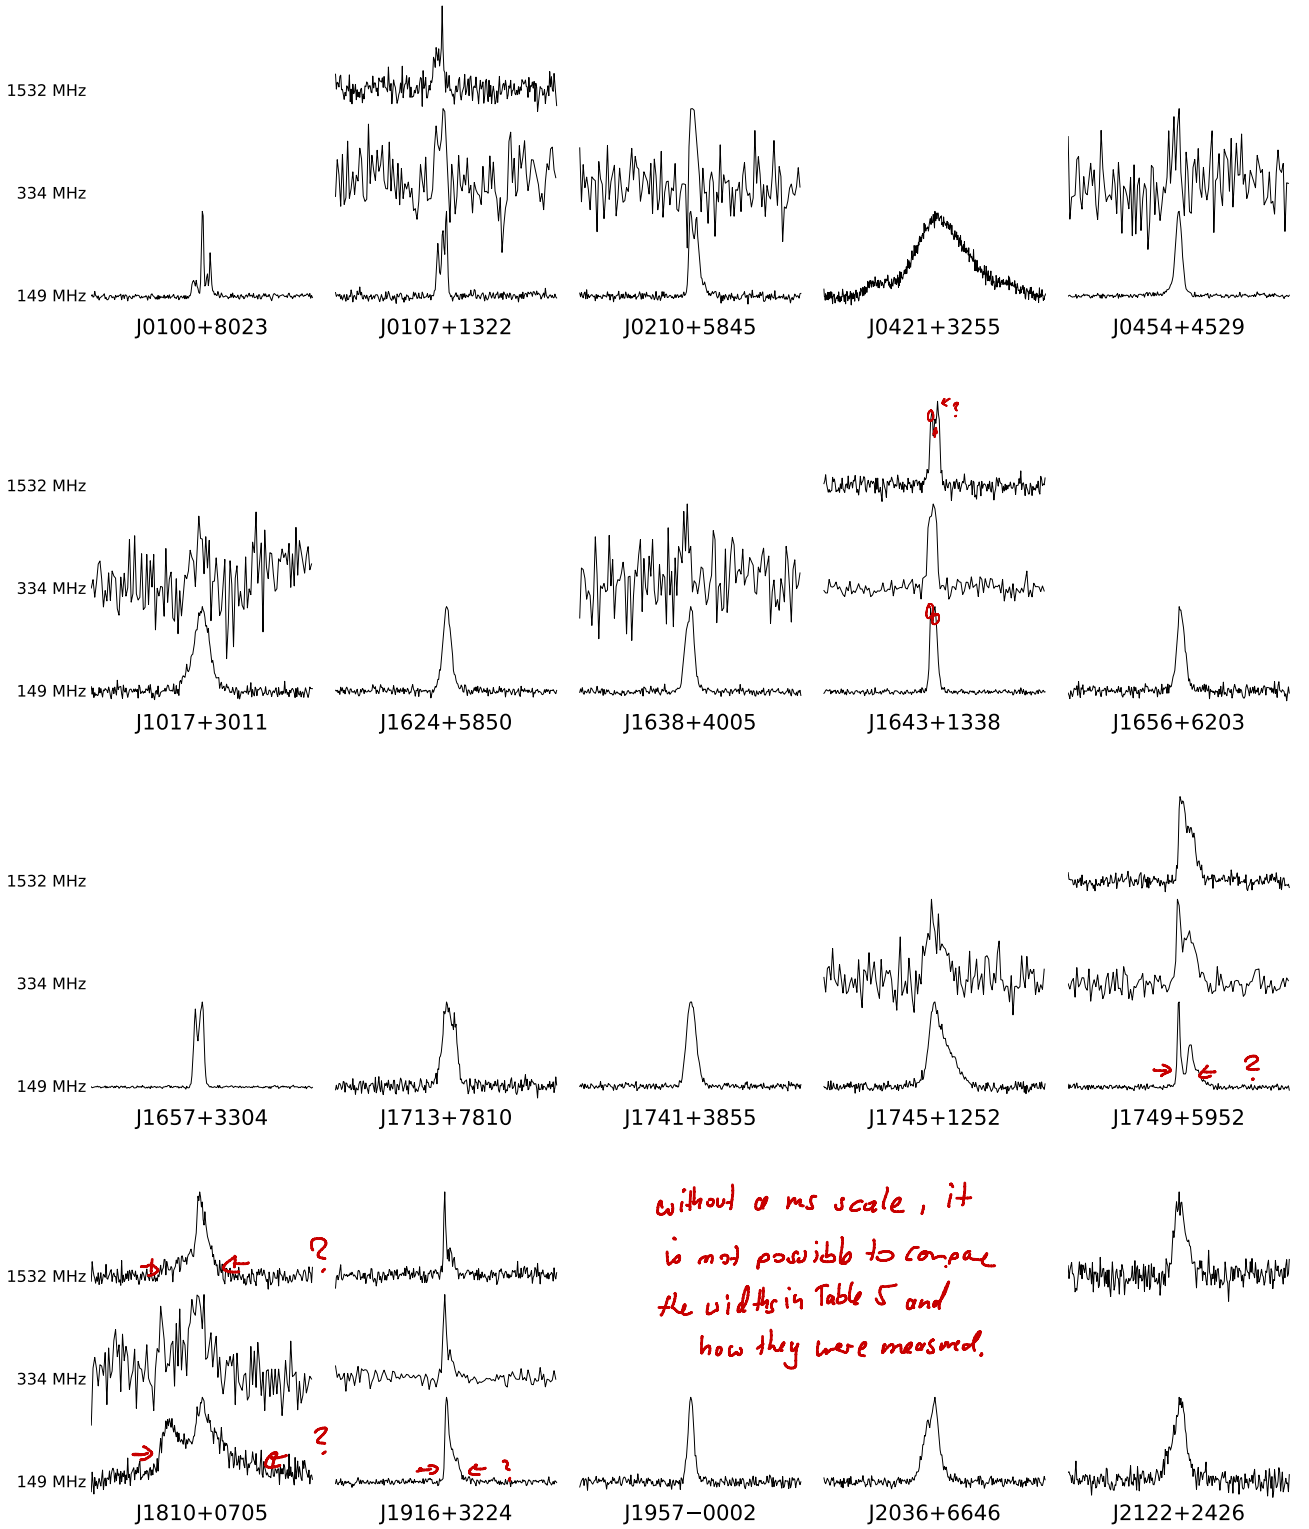 1532 MHz
334 MHz
149 MHz
J0100+8023 J0107+1322 J0210+5845 J0421+3255 J0454+4529
?
1532 MHz
334 MHz
149 MHz
J1017+3011 J1624+5850 J1638+4005 J1643+1338 J1656+6203
1532 MHz
334 MHz
149 MHz
?
J1657+3304 J1713+7810 J1741+3855 J1745+1252 J1749+5952
without a ms scale, it
is not possible to compare
the widths in Table 5 and
how they were measured.
?
1532 MHz
334 MHz
?
149 MHz
?
J1810+0705 J1916+3224 J1957−0002 J2036+6646 J2122+2426